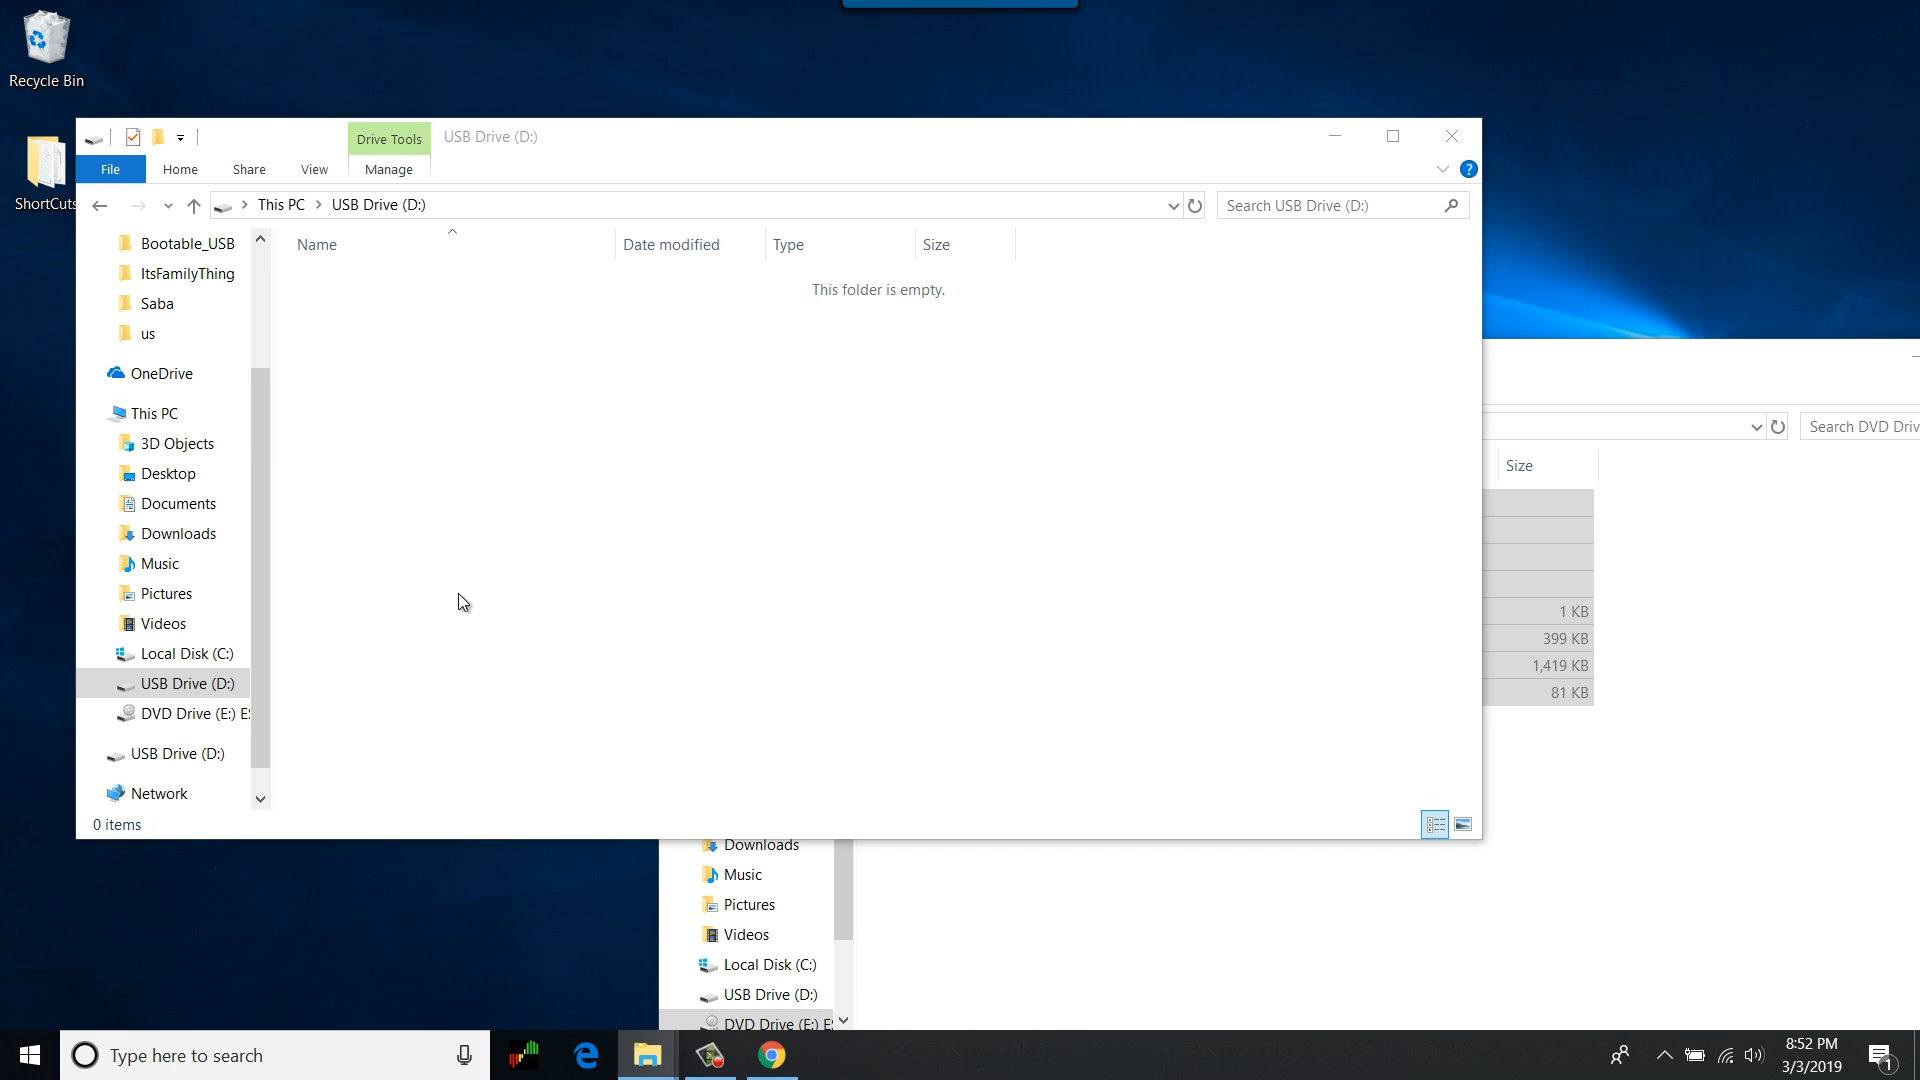 Recycle Bin
ShortCuts
Drive Tools
USB Drive (D:)
File
Home
Share
View
Manage
This PC
USB Drive (D:)
Search USB Drive (D:)
Bootable_USB
ItsFamilyThing
Saba
us
OneDrive
This PC
3D Objects
Desktop
Documents
Downloads
Music
Pictures
Videos
Local Disk (C:)
USB Drive (D:)
DVD Drive (E:) E
USB Drive (D:)
Network
Name
Date modified
Type
Size
This folder is empty.
0 items
Search DVD Driv
Size
1 KB
399 KB
1,419 KB
81 KB
Downloads
Music
Pictures
Videos
Local Disk (C:)
USB Drive (D:)
DVD Drive (E:) E
Type here to search
8:52 PM
3/3/2019
1